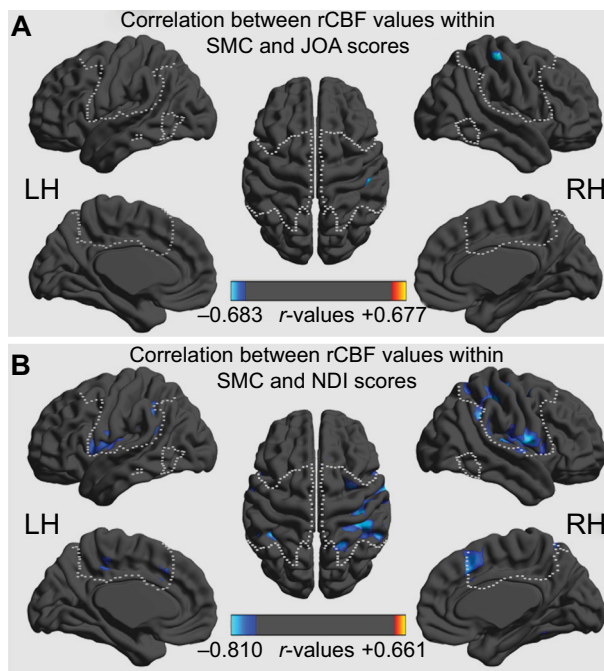 A
Correlation between rCBF values within
SMC and JOA scores
LH
RH
–0.683 r-values +0.677
B
Correlation between rCBF values within
SMC and NDI scores
LH
RH
–0.810 r-values +0.661